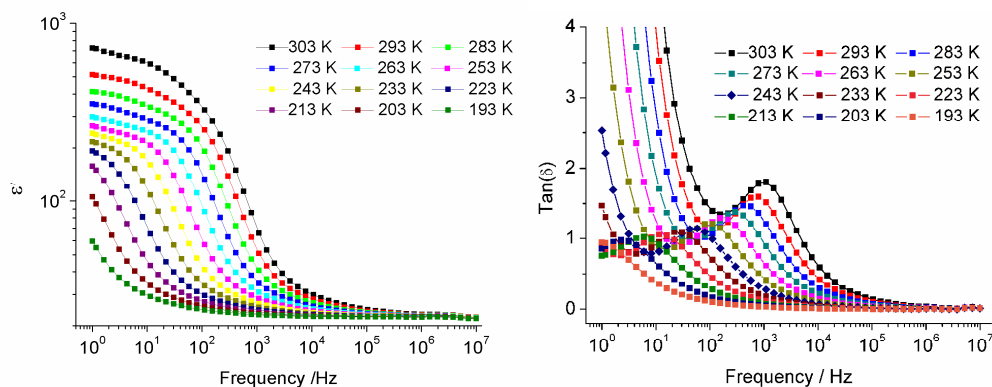 10³
10²
ε'
303 K 293 K 283 K
273 K 263 K 253 K
243 K 233 K 223 K
213 K 203 K 193 K
10⁰ 10¹ 10² 10³ 10⁴ 10⁵ 10⁶ 10⁷
Frequency /Hz
4
3
2
1
0
Tan(δ)
303 K 293 K 283 K
273 K 263 K 253 K
243 K 233 K 223 K
213 K 203 K 193 K
10⁰ 10¹ 10² 10³ 10⁴ 10⁵ 10⁶ 10⁷
Frequency / Hz